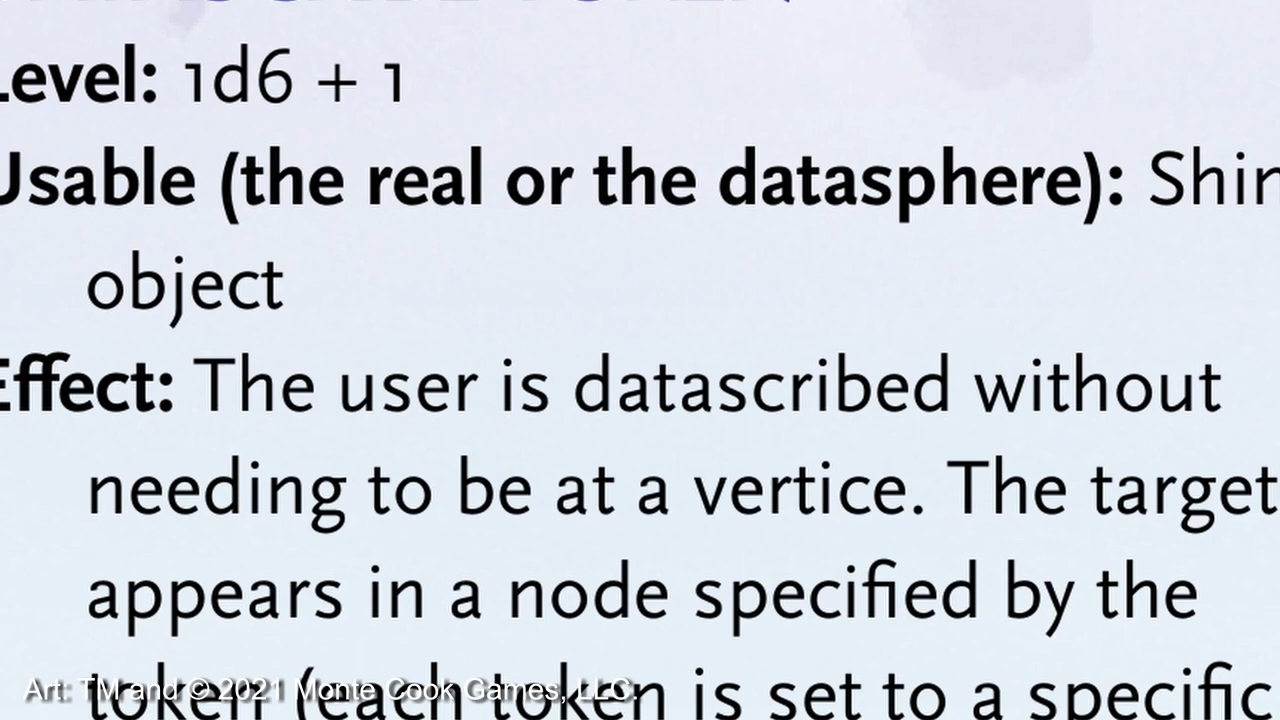 Level: 1d6 + 1
Usable (the real or the datasphere):
object
Effect: The user is datascribed without
needing to be at a vertice. The target
appears in a node specified by the
token (each token is set to a specific
Art: TM and © 2021 Monte Cook Games, LLC.